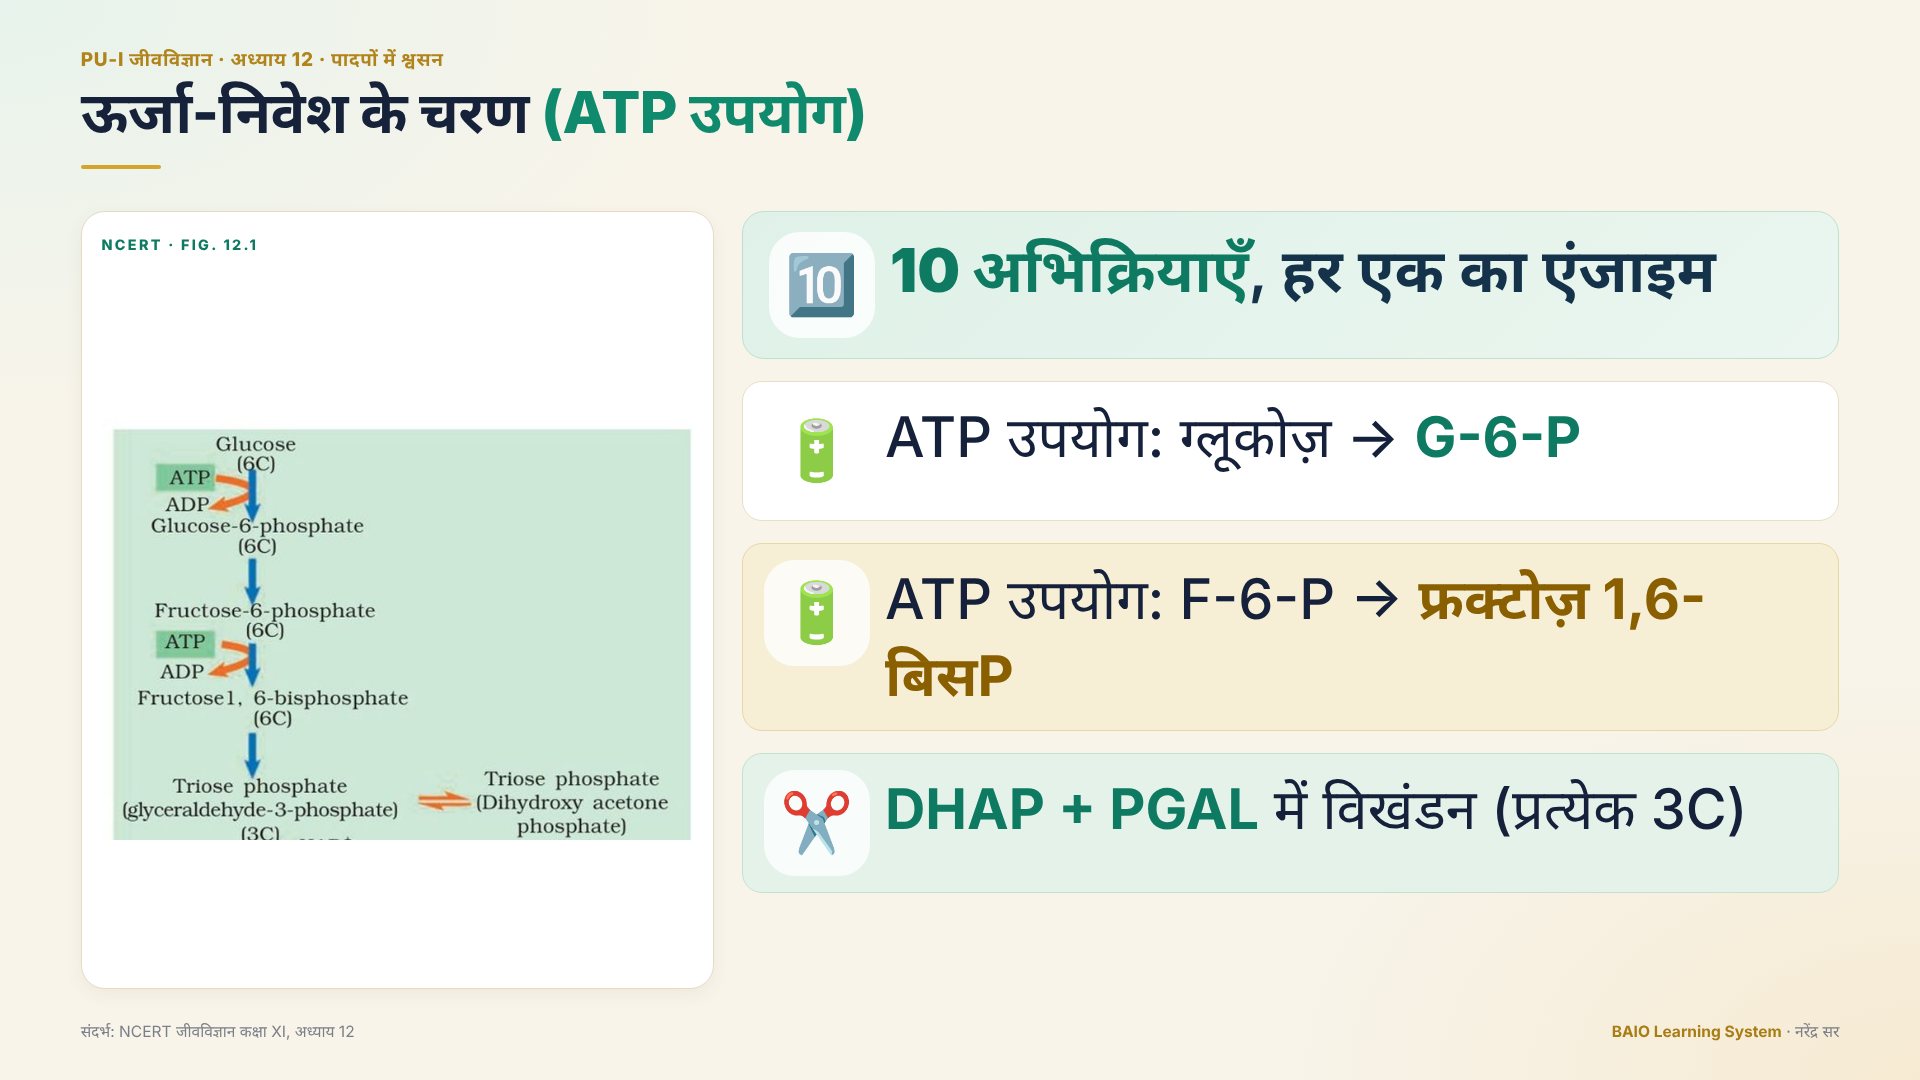 PU-I जीवविज्ञान · अध्याय 12 · पादपों में श्वसन
ऊर्जा-निवेश के चरण (ATP उपयोग)
NCERT · FIG. 12.1
Glucose
(6C)
ATP
ADP
Glucose-6-phosphate
(6C)
Fructose-6-phosphate
(6C)
ATP
ADP
Fructose1, 6-bisphosphate
(6C)
Triose phosphate
(glyceraldehyde-3-phosphate)
(3C)
Triose phosphate
(Dihydroxy acetone
phosphate)
10 अभिक्रियाएँ, हर एक का एंजाइम
ATP उपयोग: ग्लूकोज़ → G-6-P
ATP उपयोग: F-6-P → फ्रक्टोज़ 1,6-
बिसP
DHAP + PGAL में विखंडन (प्रत्येक 3C)
संदर्भ: NCERT जीवविज्ञान कक्षा XI, अध्याय 12
BAIO Learning System · नरेंद्र सर